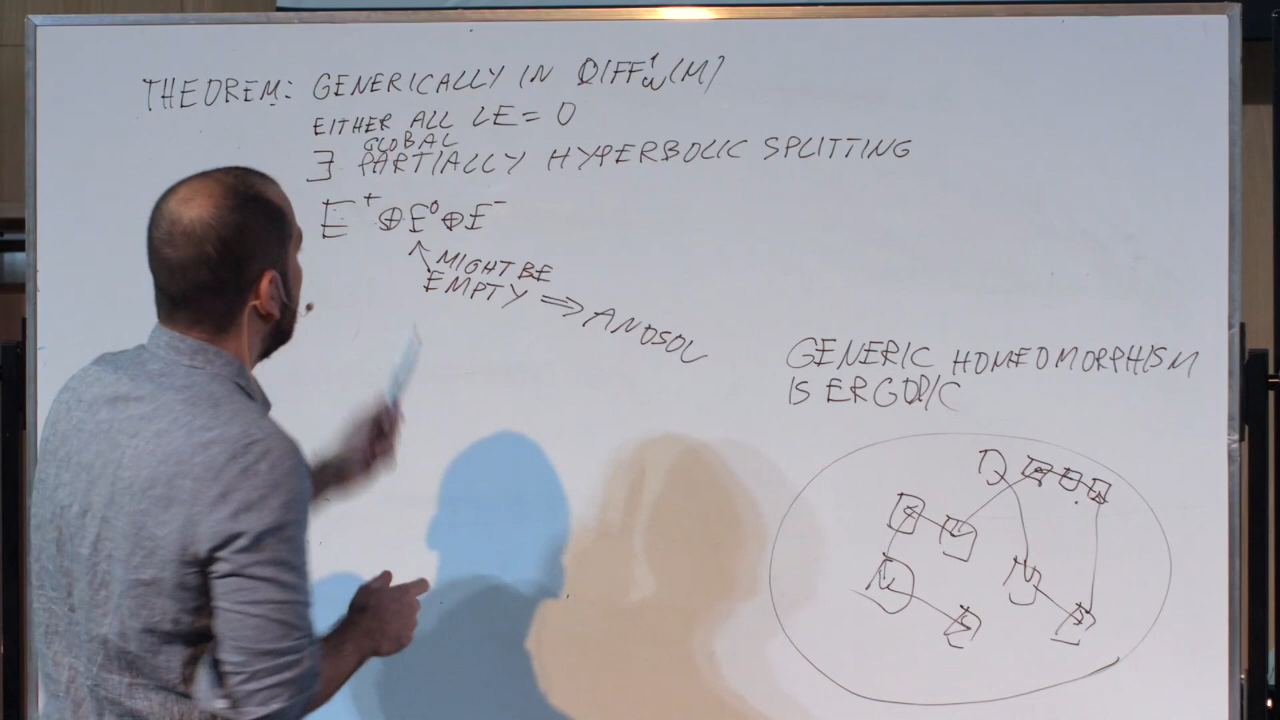 THEOREM: GENERICALLY IN DIFF¹_ω(M)
EITHER ALL LE = 0
GLOBAL
∃ PARTIALLY HYPERBOLIC SPLITTING
E⁺ ⊕ E⁰ ⊕ E⁻
↖ MIGHT BE
EMPTY ⇒ ANOSOV
GENERIC HOMEOMORPHISM
IS ERGODIC